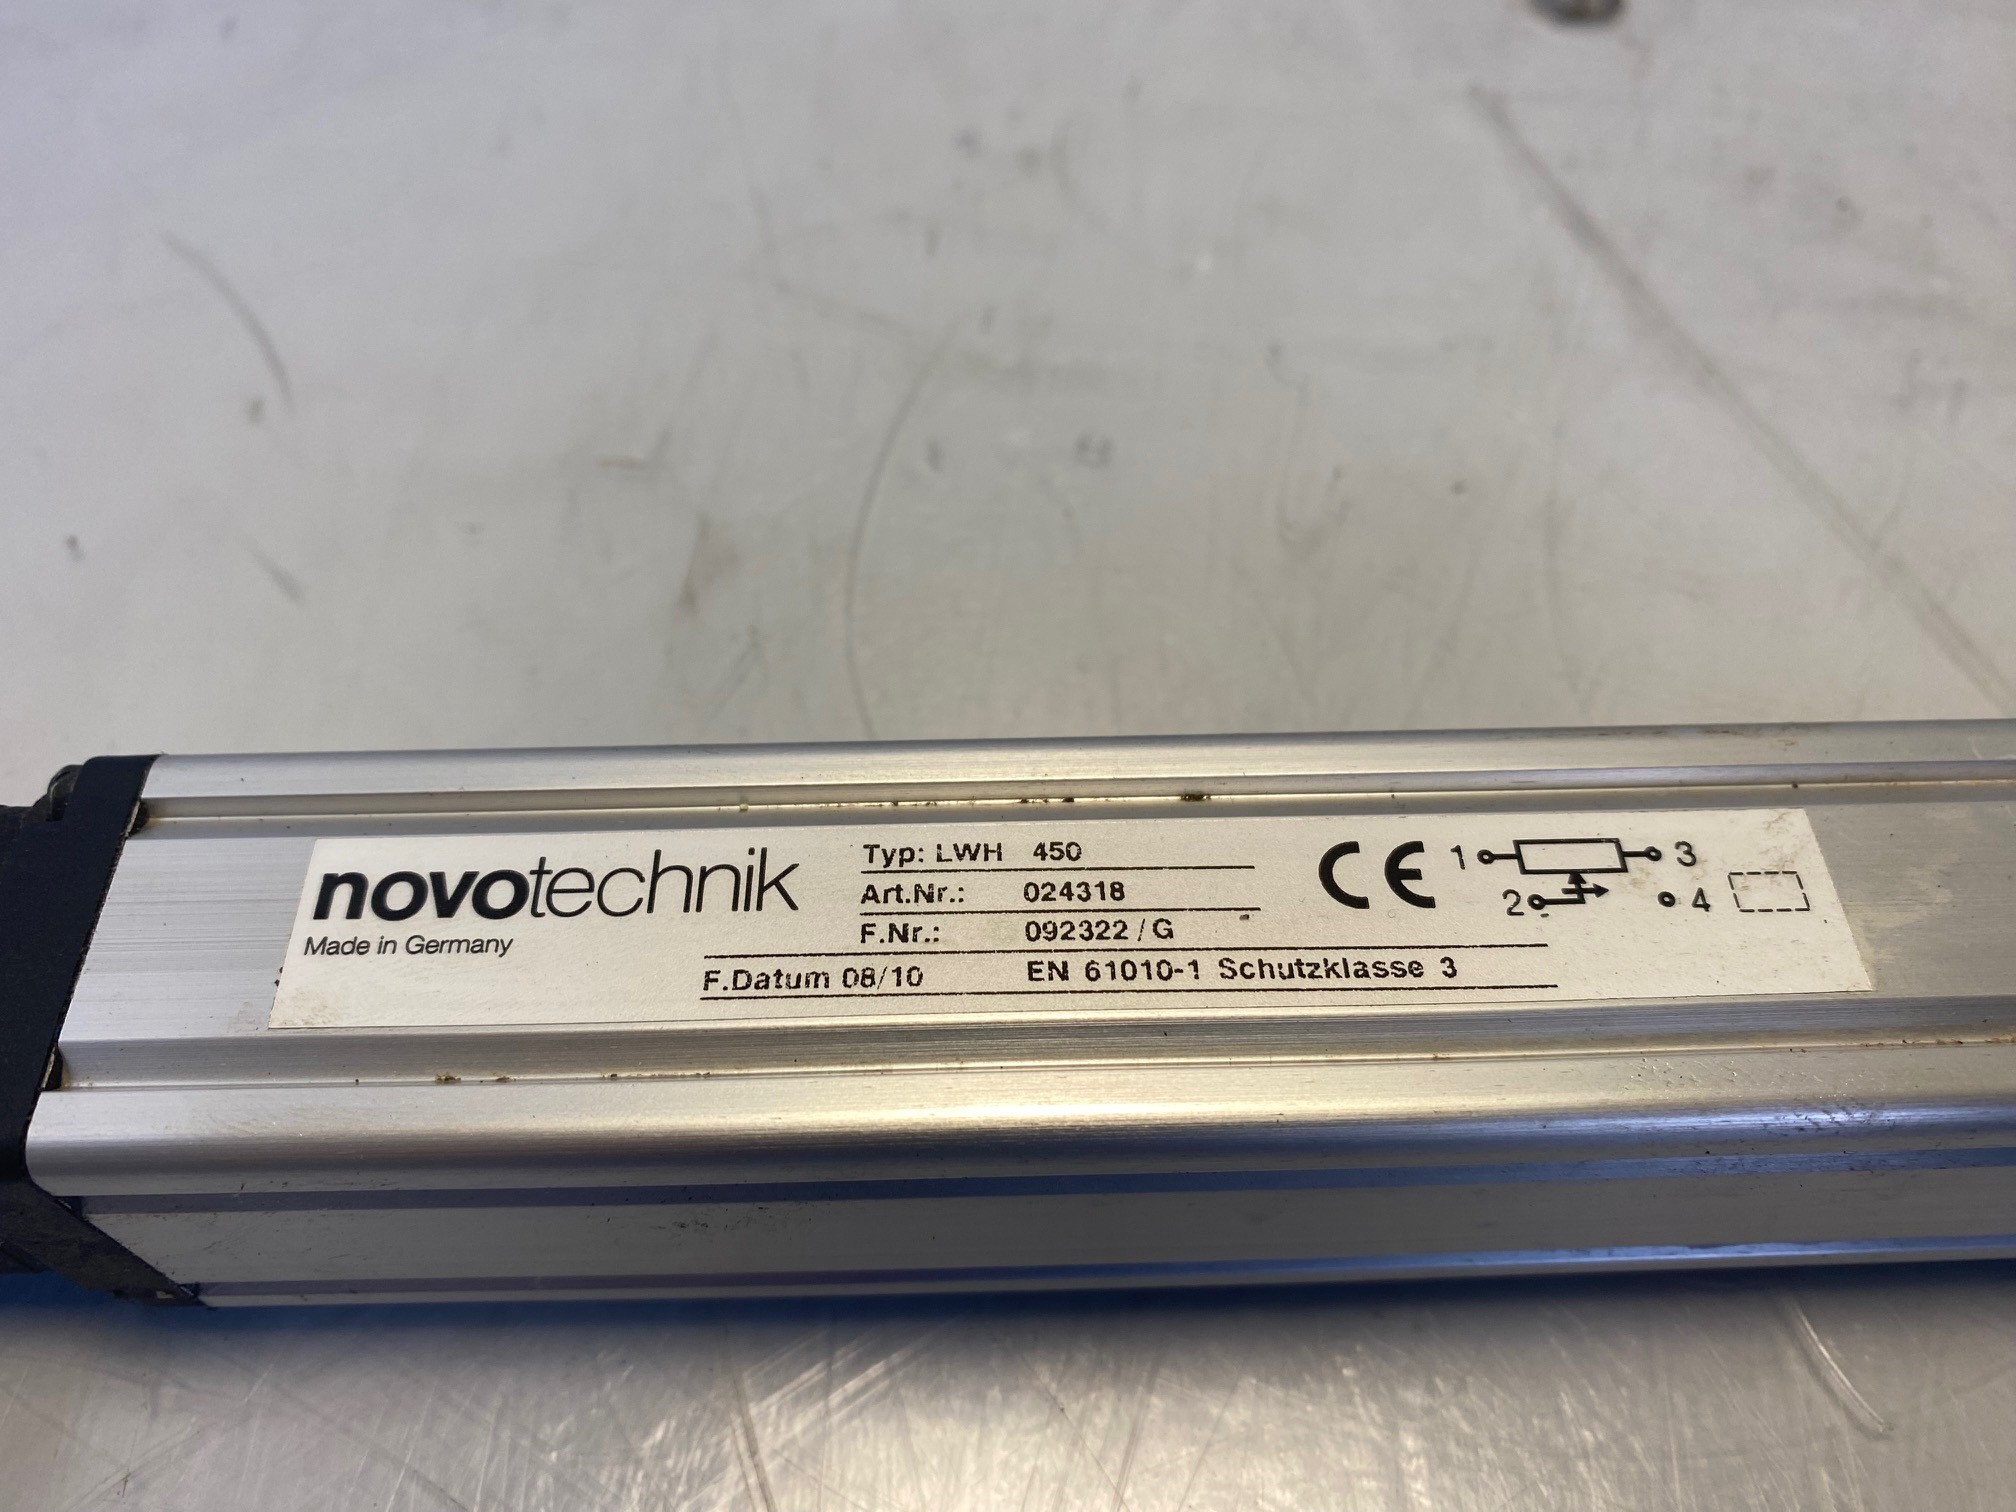 novotechnik
Made in Germany
Typ: LWH 450
Art.Nr.: 024318
F.Nr.: 092322/G
F.Datum 08/10 EN 61010-1 Schutzklasse 3
CE
1 3
2 4